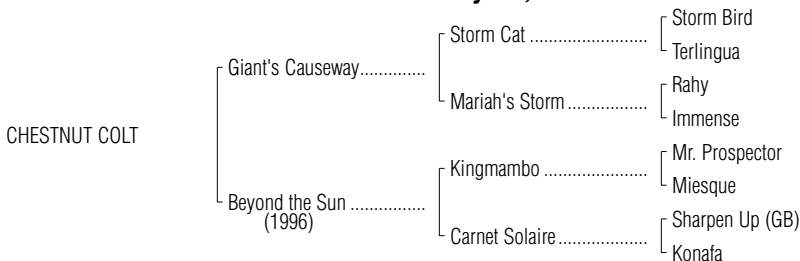 Storm Bird
Storm Cat ........................
Terlingua
Giant's Causeway..............
Rahy
Mariah's Storm .................
Immense
CHESTNUT COLT
Mr. Prospector
Kingmambo ......................
Miesque
Beyond the Sun ................
(1996)
Sharpen Up (GB)
Carnet Solaire...................
Konafa